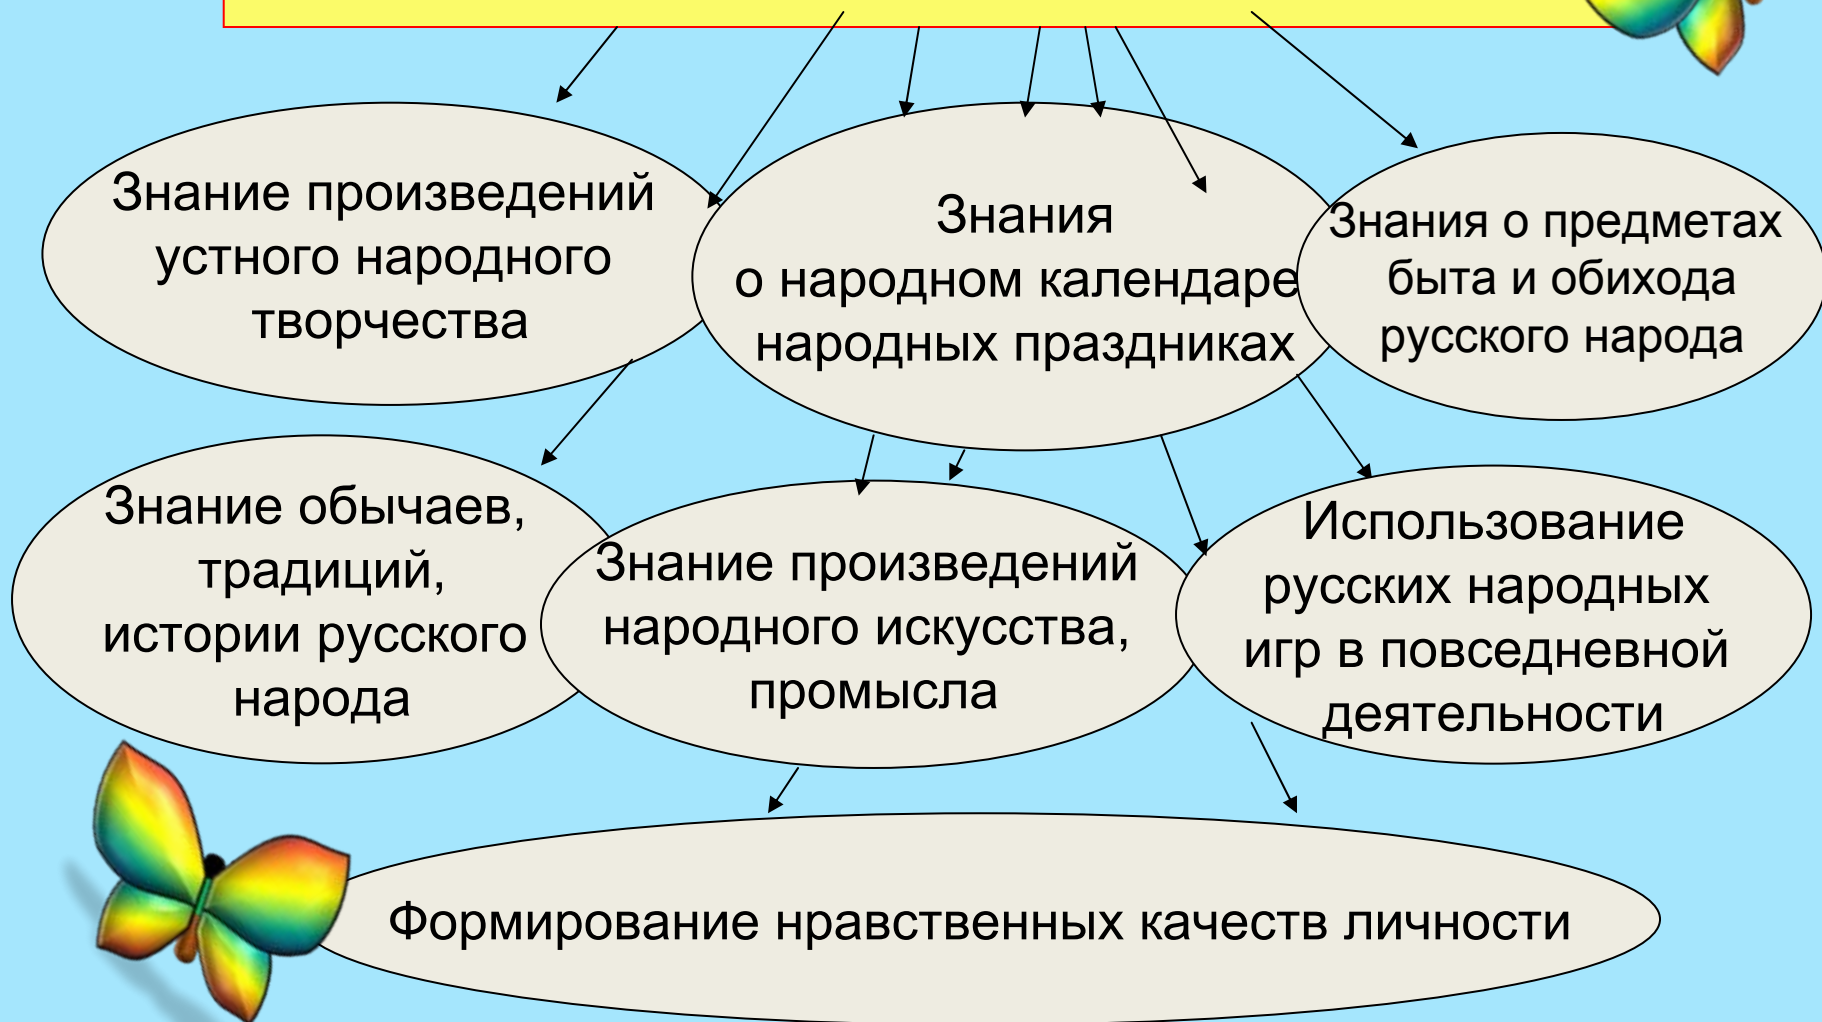 Знание произведений
устного народного
творчества
Знания
о народном календаре
народных праздниках
Знания о предметах
быта и обихода
русского народа
Знание обычаев,
традиций,
истории русского
народа
Знание произведений
народного искусства,
промысла
Использование
русских народных
игр в повседневной
деятельности
Формирование нравственных качеств личности